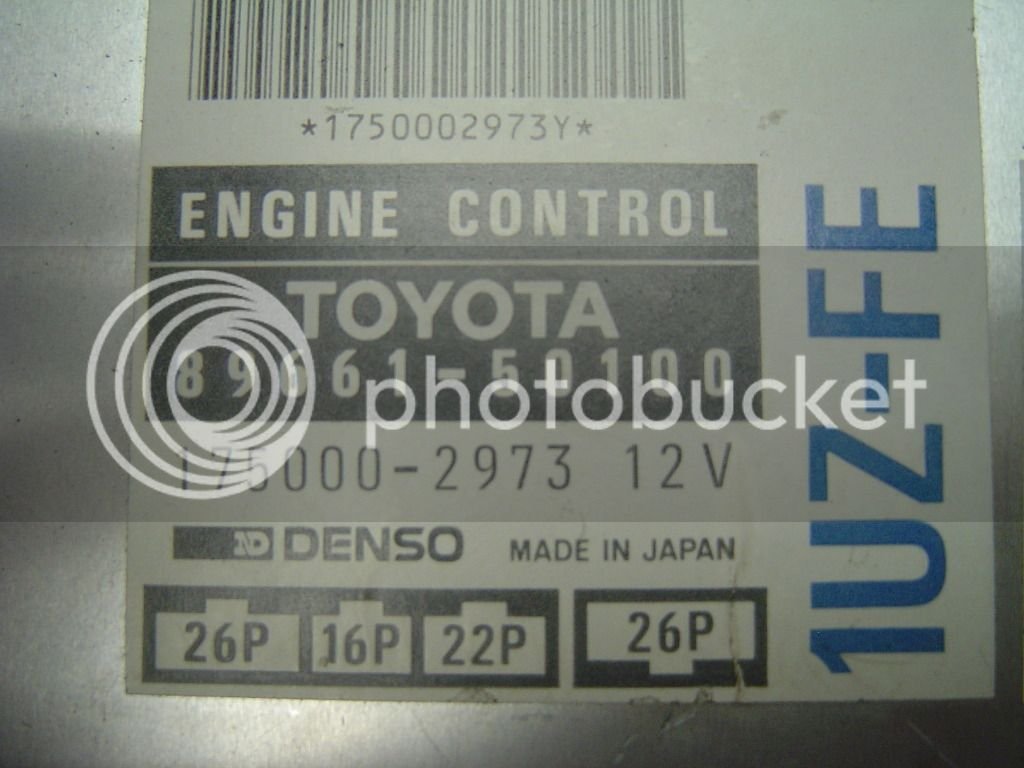 *1750002973Y*
ENGINE CONTROL
TOYOTA
89661-50100
photobucket
175000-2973 12V
ND DENSO MADE IN JAPAN
26P 16P 22P 26P
1UZ-FE